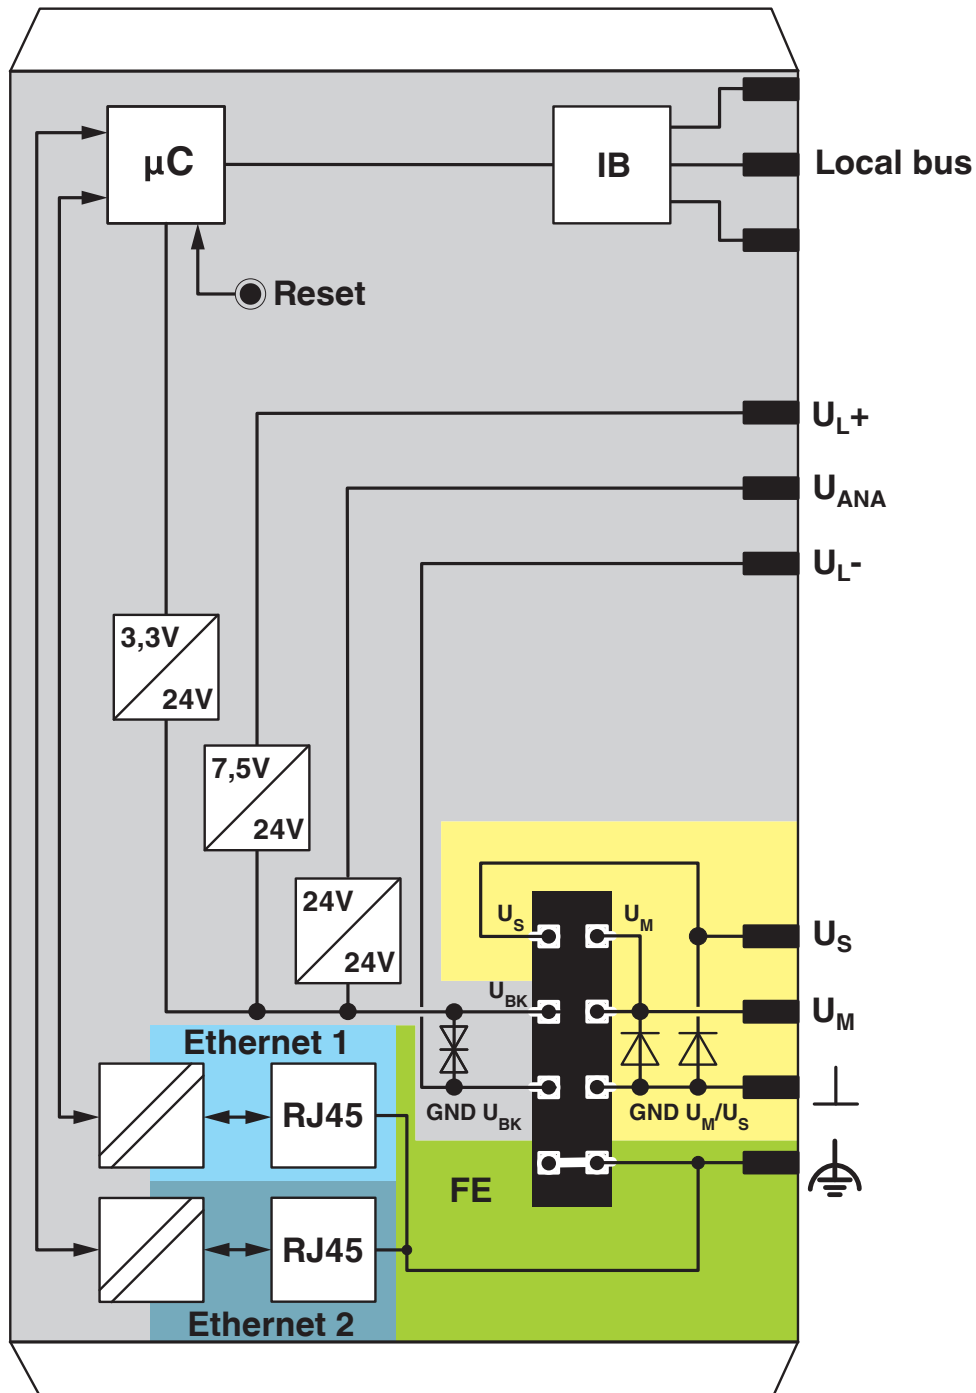 µC
IB
Local bus
Reset
UL+
UANA
UL-
3,3V
24V
7,5V
24V
24V
24V
US
UM
US
UBK
UM
Ethernet 1
RJ45
GND UBK
GND UM/US
FE
RJ45
Ethernet 2